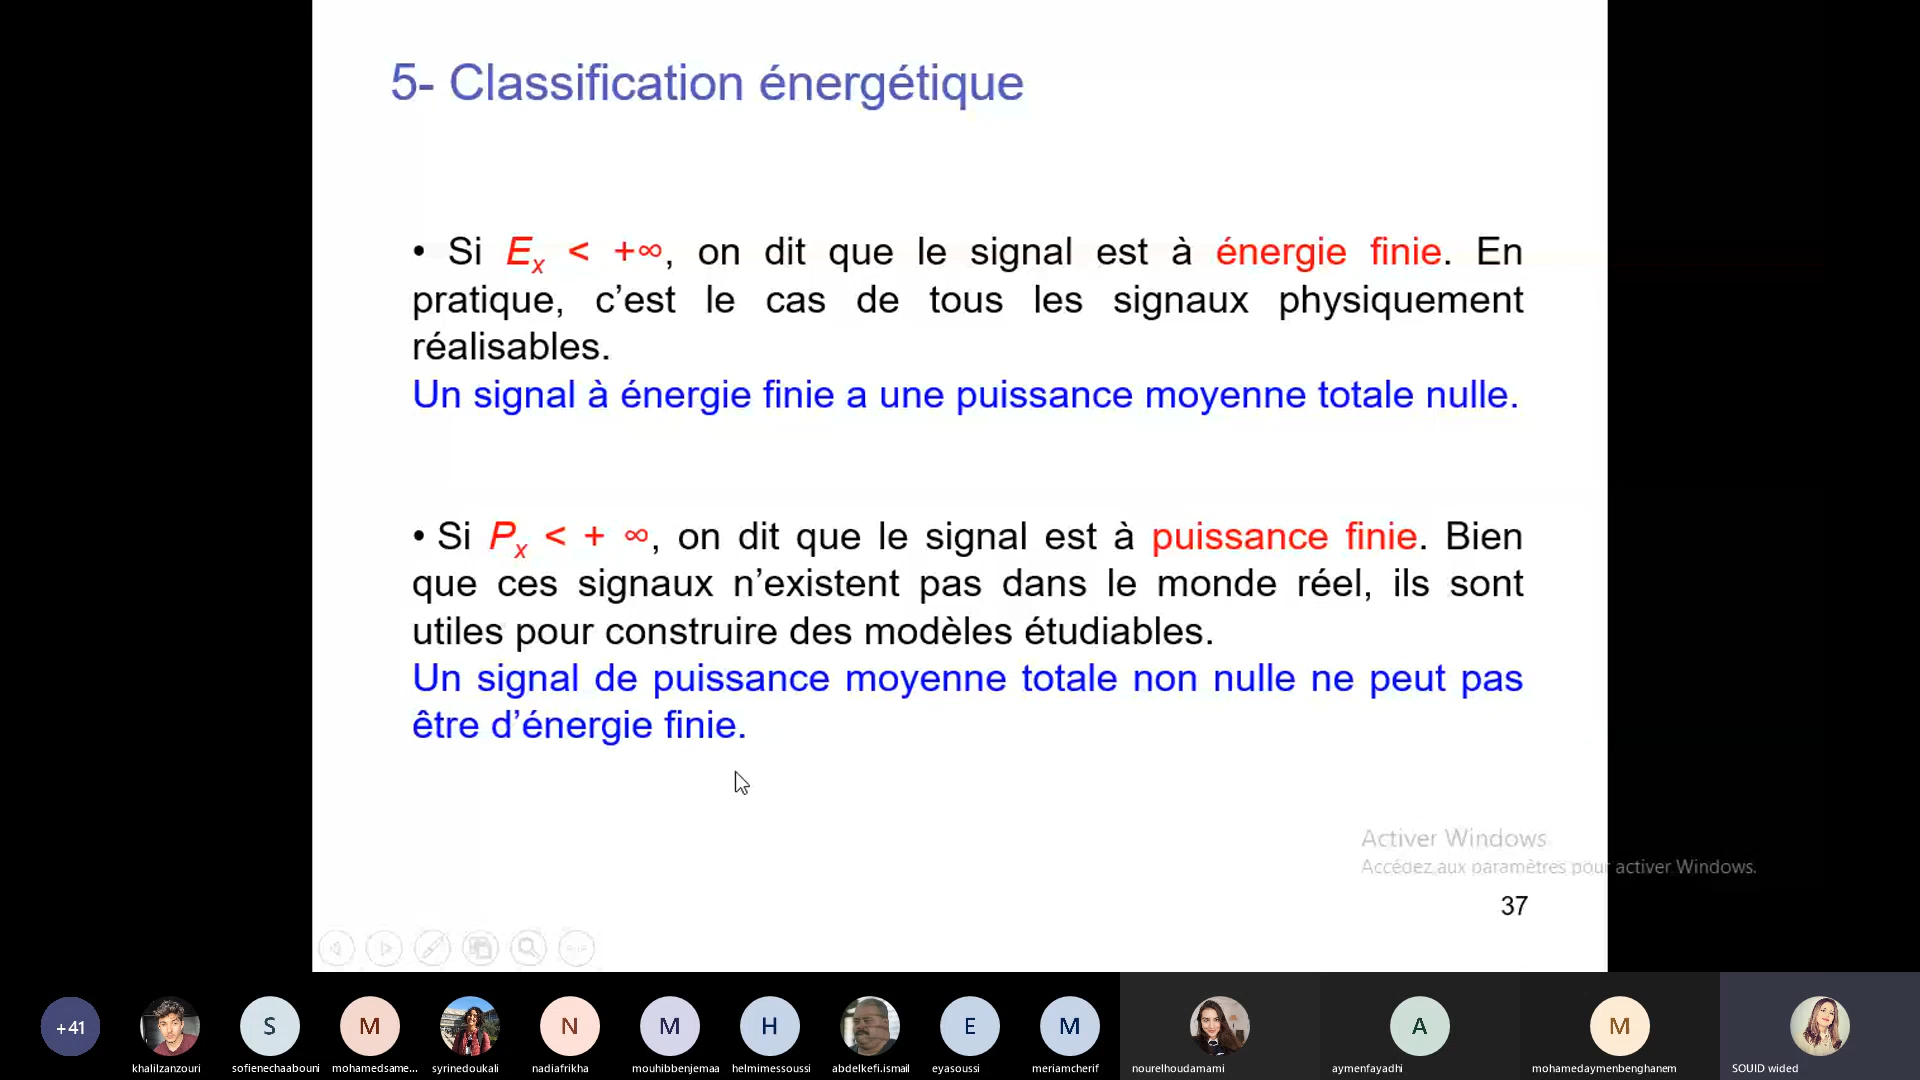 5- Classification énergétique
• Si Ex < +∞, on dit que le signal est à énergie finie. En
pratique, c’est le cas de tous les signaux physiquement
réalisables.
Un signal à énergie finie a une puissance moyenne totale nulle.
• Si Px < + ∞, on dit que le signal est à puissance finie. Bien
que ces signaux n’existent pas dans le monde réel, ils sont
utiles pour construire des modèles étudiables.
Un signal de puissance moyenne totale non nulle ne peut pas
être d’énergie finie.
Activer Windows
Accédez aux paramètres pour activer Windows.
37
+41
S
M
N
M
H
E
M
A
M
khalilzanzouri
sofienechaabouni
mohamedsame...
syrinedoukali
nadiafrikha
mouhibbenjemaa
helmimessoussi
abdelkefi.ismail
eyasoussi
meriamcherif
nourelhoudamami
aymenfayadhi
mohamedaymenbenghanem
SOUID wided